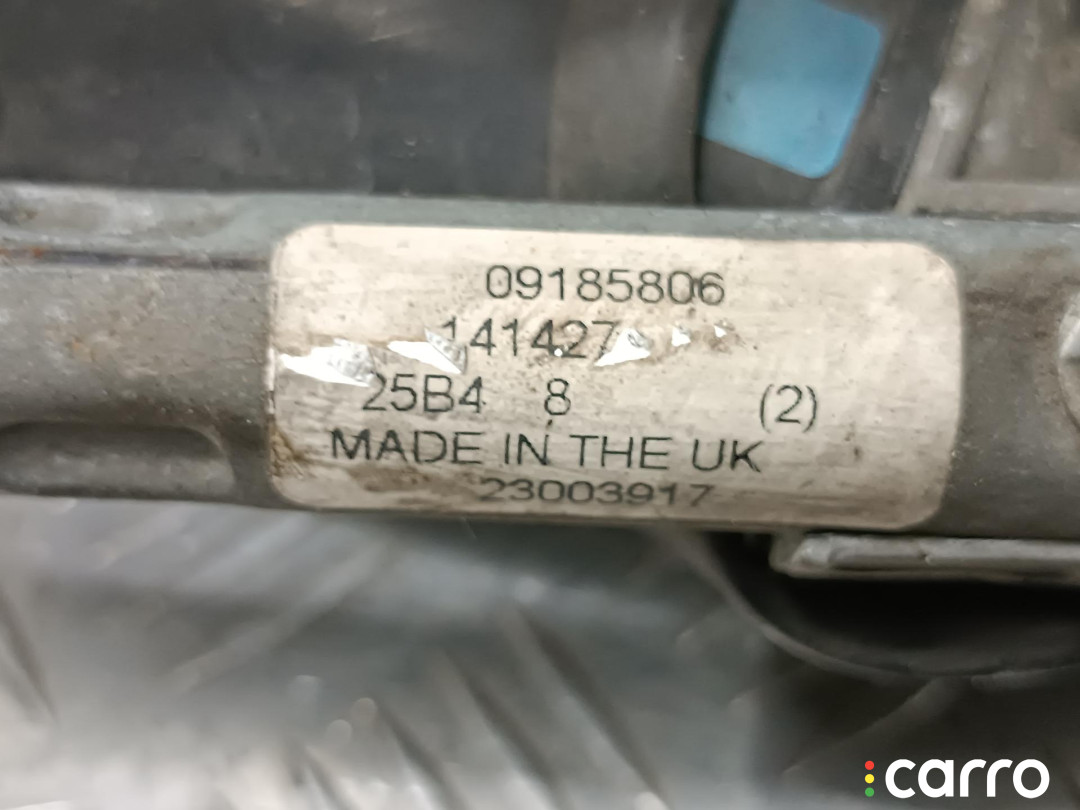 09185806
141427
25B4 8 (2)
MADE IN THE UK
23003917
carro